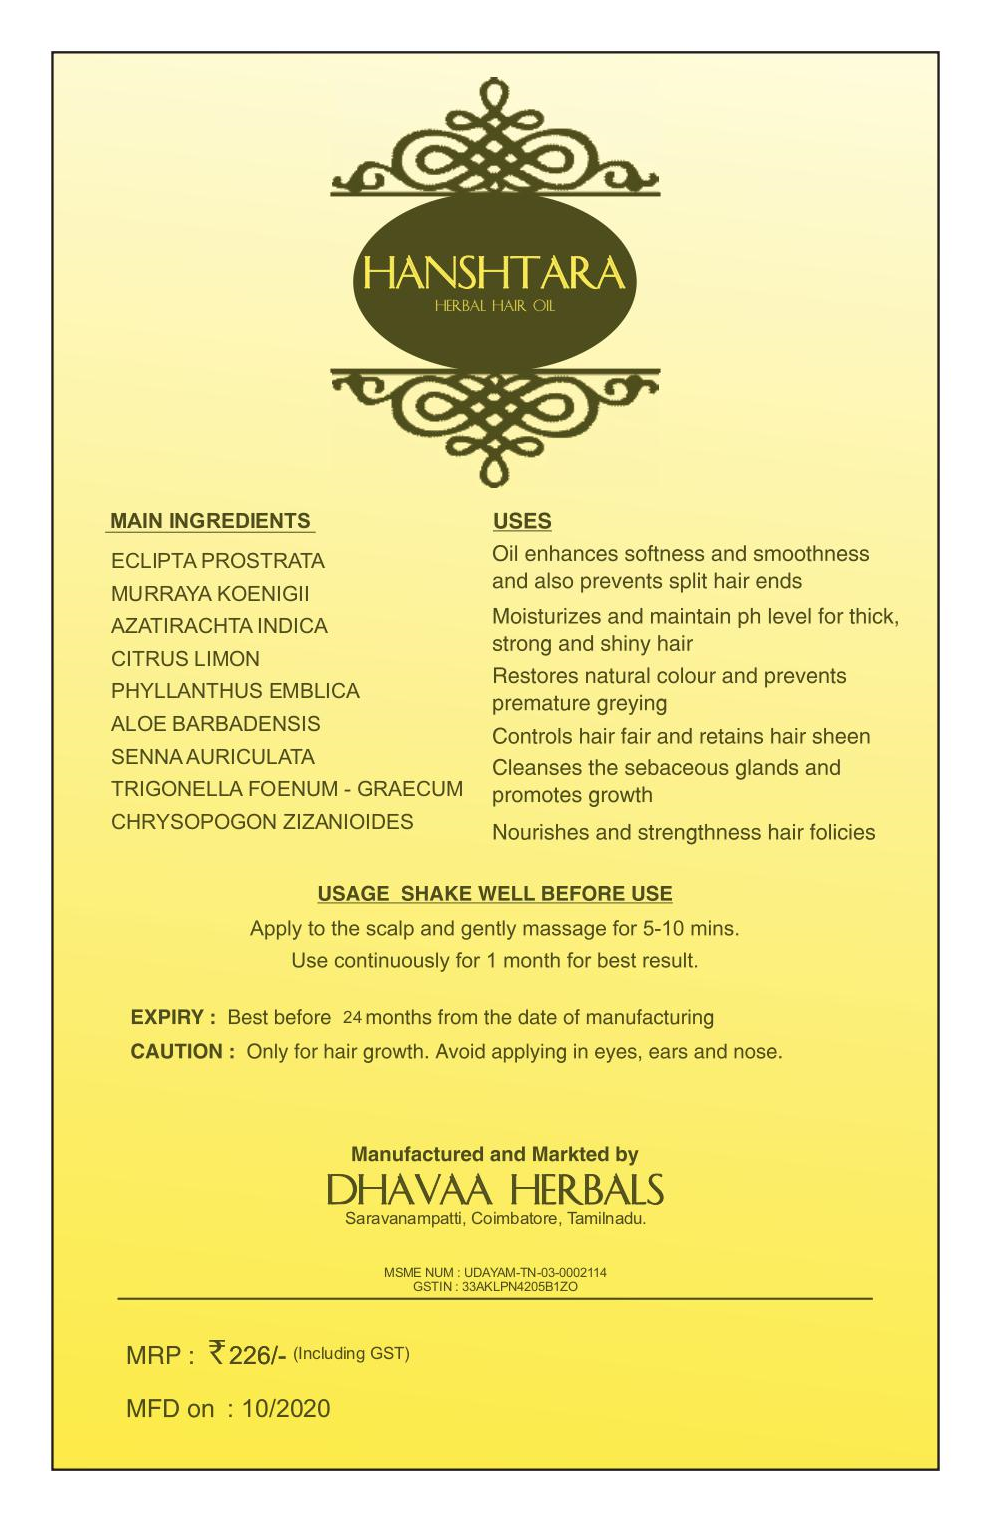 HANSHTARA
HERBAL HAIR OIL
MAIN INGREDIENTS
ECLIPTA PROSTRATA
MURRAYA KOENIGII
AZATIRACHTA INDICA
CITRUS LIMON
PHYLLANTHUS EMBLICA
ALOE BARBADENSIS
SENNA AURICULATA
TRIGONELLA FOENUM - GRAECUM
CHRYSOPOGON ZIZANIOIDES
USES
Oil enhances softness and smoothness
and also prevents split hair ends
Moisturizes and maintain ph level for thick,
strong and shiny hair
Restores natural colour and prevents
premature greying
Controls hair fair and retains hair sheen
Cleanses the sebaceous glands and
promotes growth
Nourishes and strengthness hair folicies
USAGE  SHAKE WELL BEFORE USE
Apply to the scalp and gently massage for 5-10 mins.
Use continuously for 1 month for best result.
EXPIRY : Best before 24 months from the date of manufacturing
CAUTION : Only for hair growth. Avoid applying in eyes, ears and nose.
Manufactured and Markted by
DHAVAA HERBALS
Saravanampatti, Coimbatore, Tamilnadu.
MSME NUM : UDAYAM-TN-03-0002114
GSTIN : 33AKLPN4205B1ZO
MRP : ₹226/- (Including GST)
MFD on : 10/2020